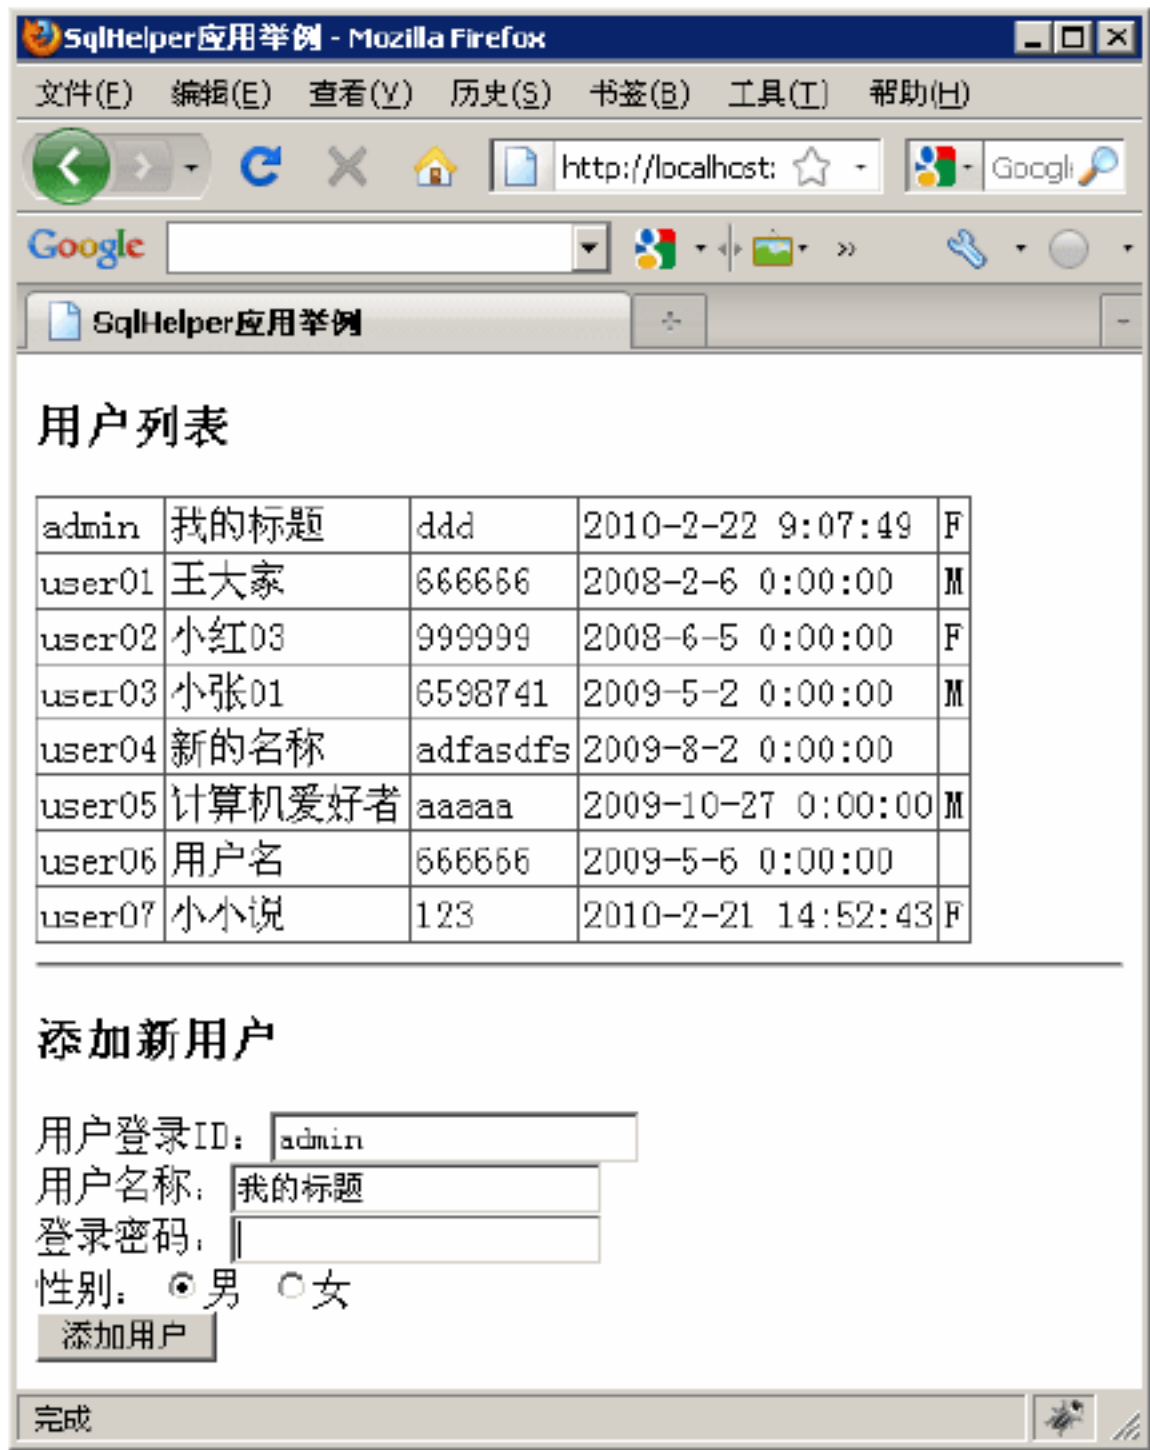 SqlHelper应用举例 - Mozilla Firefox
文件(F) 编辑(E) 查看(V) 历史(S) 书签(B) 工具(T) 帮助(H)
http://localhost: Googl
Google
SqlHelper应用举例
用户列表
admin 我的标题 ddd 2010-2-22 9:07:49 F
user01 王大家 666666 2008-2-6 0:00:00 M
user02 小红03 999999 2008-6-5 0:00:00 F
user03 小张01 6598741 2009-5-2 0:00:00 M
user04 新的名称 adfasdfs 2009-8-2 0:00:00
user05 计算机爱好者 aaaaa 2009-10-27 0:00:00 M
user06 用户名 666666 2009-5-6 0:00:00
user07 小小说 123 2010-2-21 14:52:43 F
添加新用户
用户登录ID： admin
用户名称： 我的标题
登录密码：
性别： 男 女
添加用户
完成